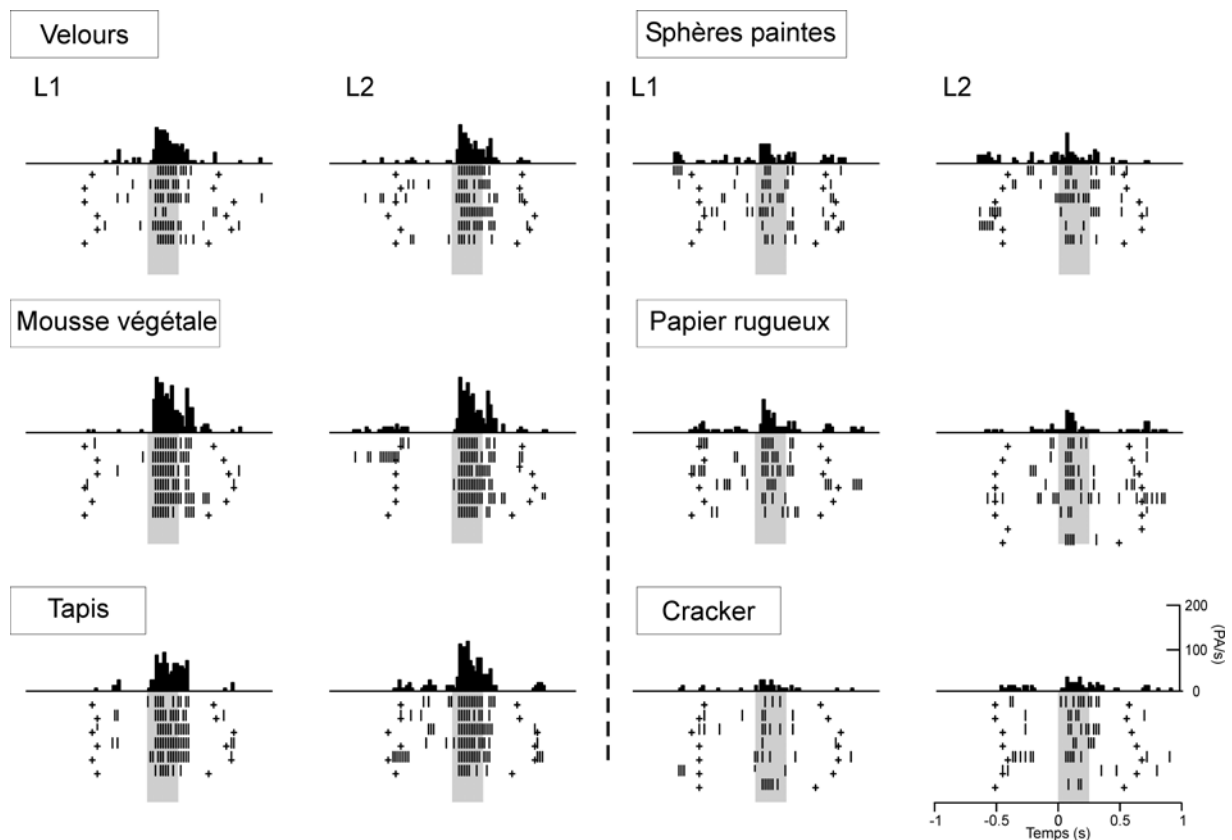 Velours
Sphères paintes
L1
L2
L1
L2
Mousse végétale
Papier rugueux
Tapis
Cracker
200
100
0
(PA/s)
-1
-0.5
0
0.5
1
Temps (s)